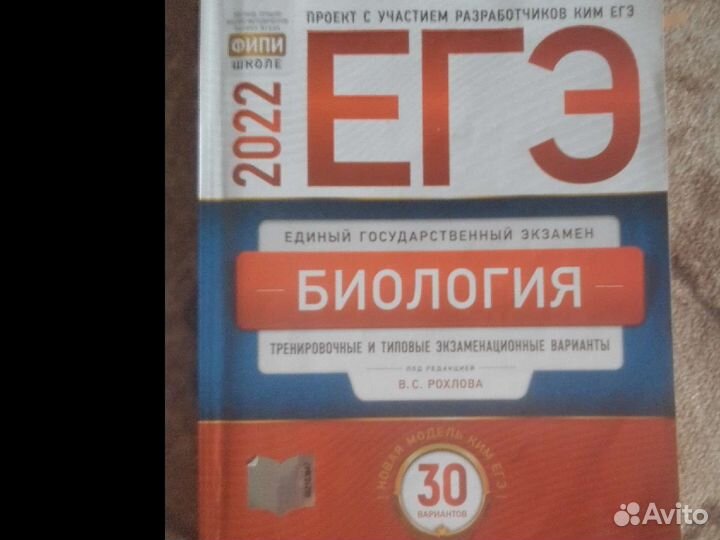 ПРОЕКТ С УЧАСТИЕМ РАЗРАБОТЧИКОВ КИМ ЕГЭ
ФИПИ
ШКОЛЕ
2022
ЕГЭ
ЕДИНЫЙ ГОСУДАРСТВЕННЫЙ ЭКЗАМЕН
БИОЛОГИЯ
ТРЕНИРОВОЧНЫЕ И ТИПОВЫЕ ЭКЗАМЕНАЦИОННЫЕ ВАРИАНТЫ
ПОД РЕДАКЦИЕЙ
В. С. РОХЛОВА
НОВАЯ МОДЕЛЬ КИМ ЕГЭ
30
ВАРИАНТОВ
Avito